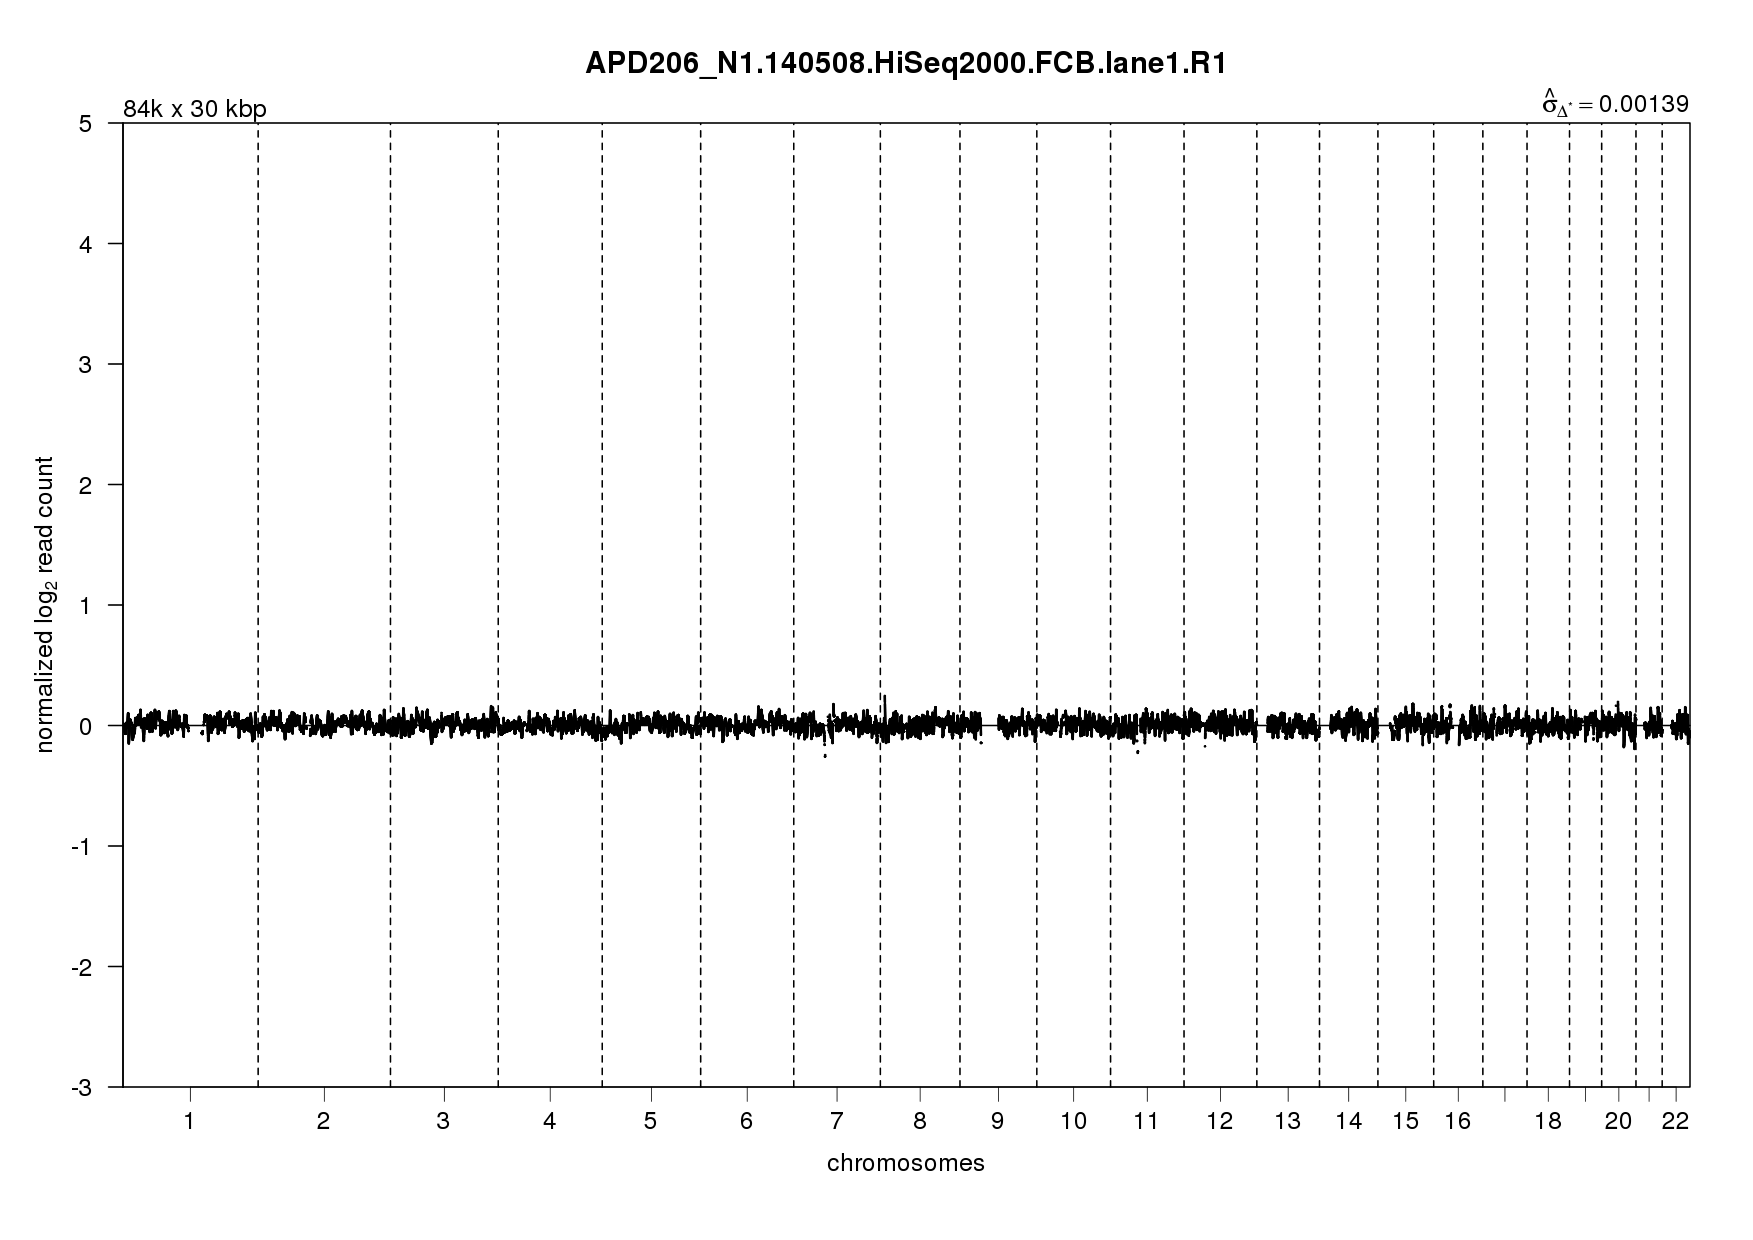 APD206_N1.140508.HiSeq2000.FCB.lane1.R1
84k x 30 kbp
σ̂Δ* = 0.00139
5
4
3
2
1
0
-1
-2
-3
normalized log₂ read count
1 2 3 4 5 6 7 8 9 10 11 12 13 14 15 16 18 20 22
chromosomes